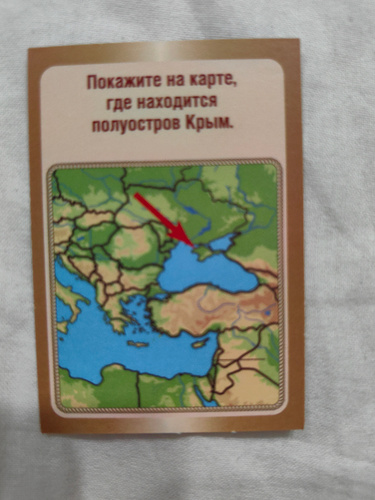 Покажите на карте,
где находится
полуостров Крым.